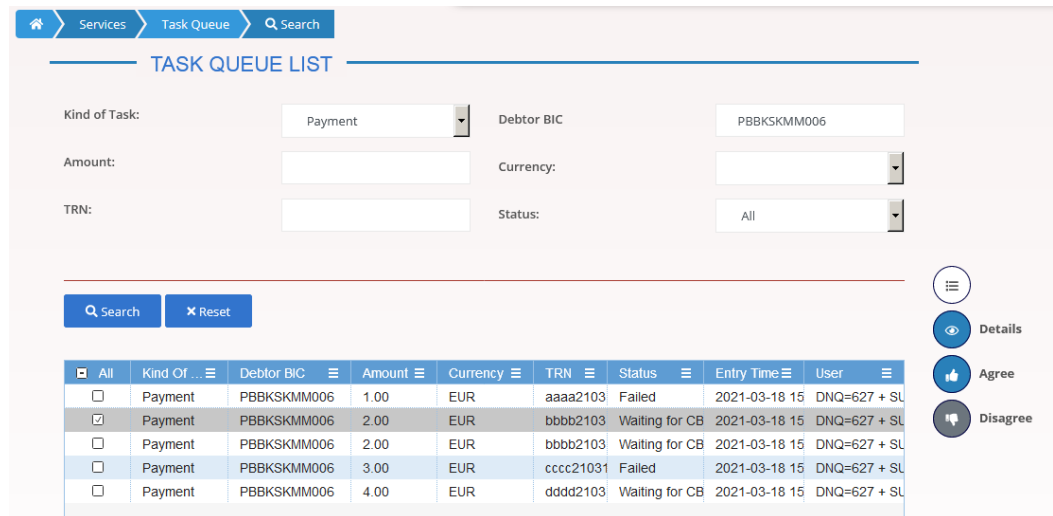 Services Task Queue Search
TASK QUEUE LIST
Kind of Task: Payment Debtor BIC PBBKSKMM006
Amount: Currency:
TRN: Status: All
Search Reset
Details
Agree
Disagree
All Kind Of ... Debtor BIC Amount Currency TRN Status Entry Time User
Payment PBBKSKMM006 1.00 EUR aaaa2103 Failed 2021-03-18 15 DNQ=627 + SU
Payment PBBKSKMM006 2.00 EUR bbbb2103 Waiting for CB 2021-03-18 15 DNQ=627 + SU
Payment PBBKSKMM006 2.00 EUR bbbb2103 Waiting for CB 2021-03-18 15 DNQ=627 + SU
Payment PBBKSKMM006 3.00 EUR cccc21031 Failed 2021-03-18 15 DNQ=627 + SU
Payment PBBKSKMM006 4.00 EUR dddd2103 Waiting for CB 2021-03-18 15 DNQ=627 + SU